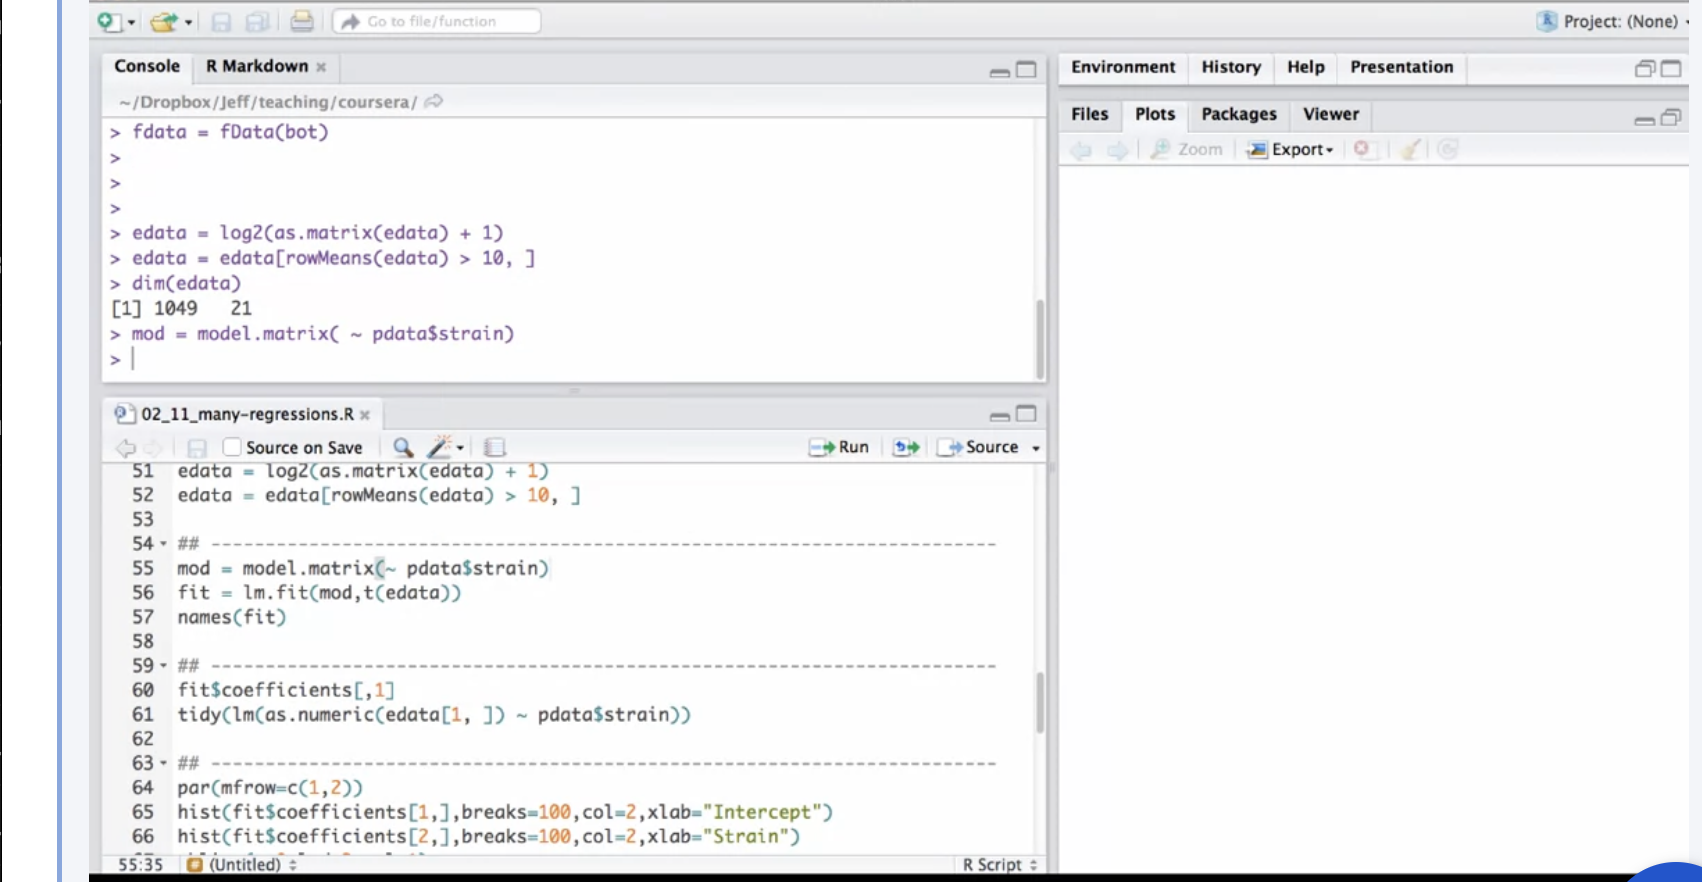 Go to file/function
Project: (None)
Console R Markdown
~/Dropbox/Jeff/teaching/coursera/
> fdata = fData(bot)
>
>
>
> edata = log2(as.matrix(edata) + 1)
> edata = edata[rowMeans(edata) > 10, ]
> dim(edata)
[1] 1049   21
> mod = model.matrix( ~ pdata$strain)
>
Environment History Help Presentation
Files Plots Packages Viewer
Zoom Export
02_11_many-regressions.R
Source on Save Run Source
51 edata = log2(as.matrix(edata) + 1)
52 edata = edata[rowMeans(edata) > 10, ]
53
54 ## ------------------------------------------------------------------------
55 mod = model.matrix(~ pdata$strain)
56 fit = lm.fit(mod,t(edata))
57 names(fit)
58
59 ## ------------------------------------------------------------------------
60 fit$coefficients[,1]
61 tidy(lm(as.numeric(edata[1, ]) ~ pdata$strain))
62
63 ## ------------------------------------------------------------------------
64 par(mfrow=c(1,2))
65 hist(fit$coefficients[1,],breaks=100,col=2,xlab="Intercept")
66 hist(fit$coefficients[2,],breaks=100,col=2,xlab="Strain")
55:35 (Untitled) R Script